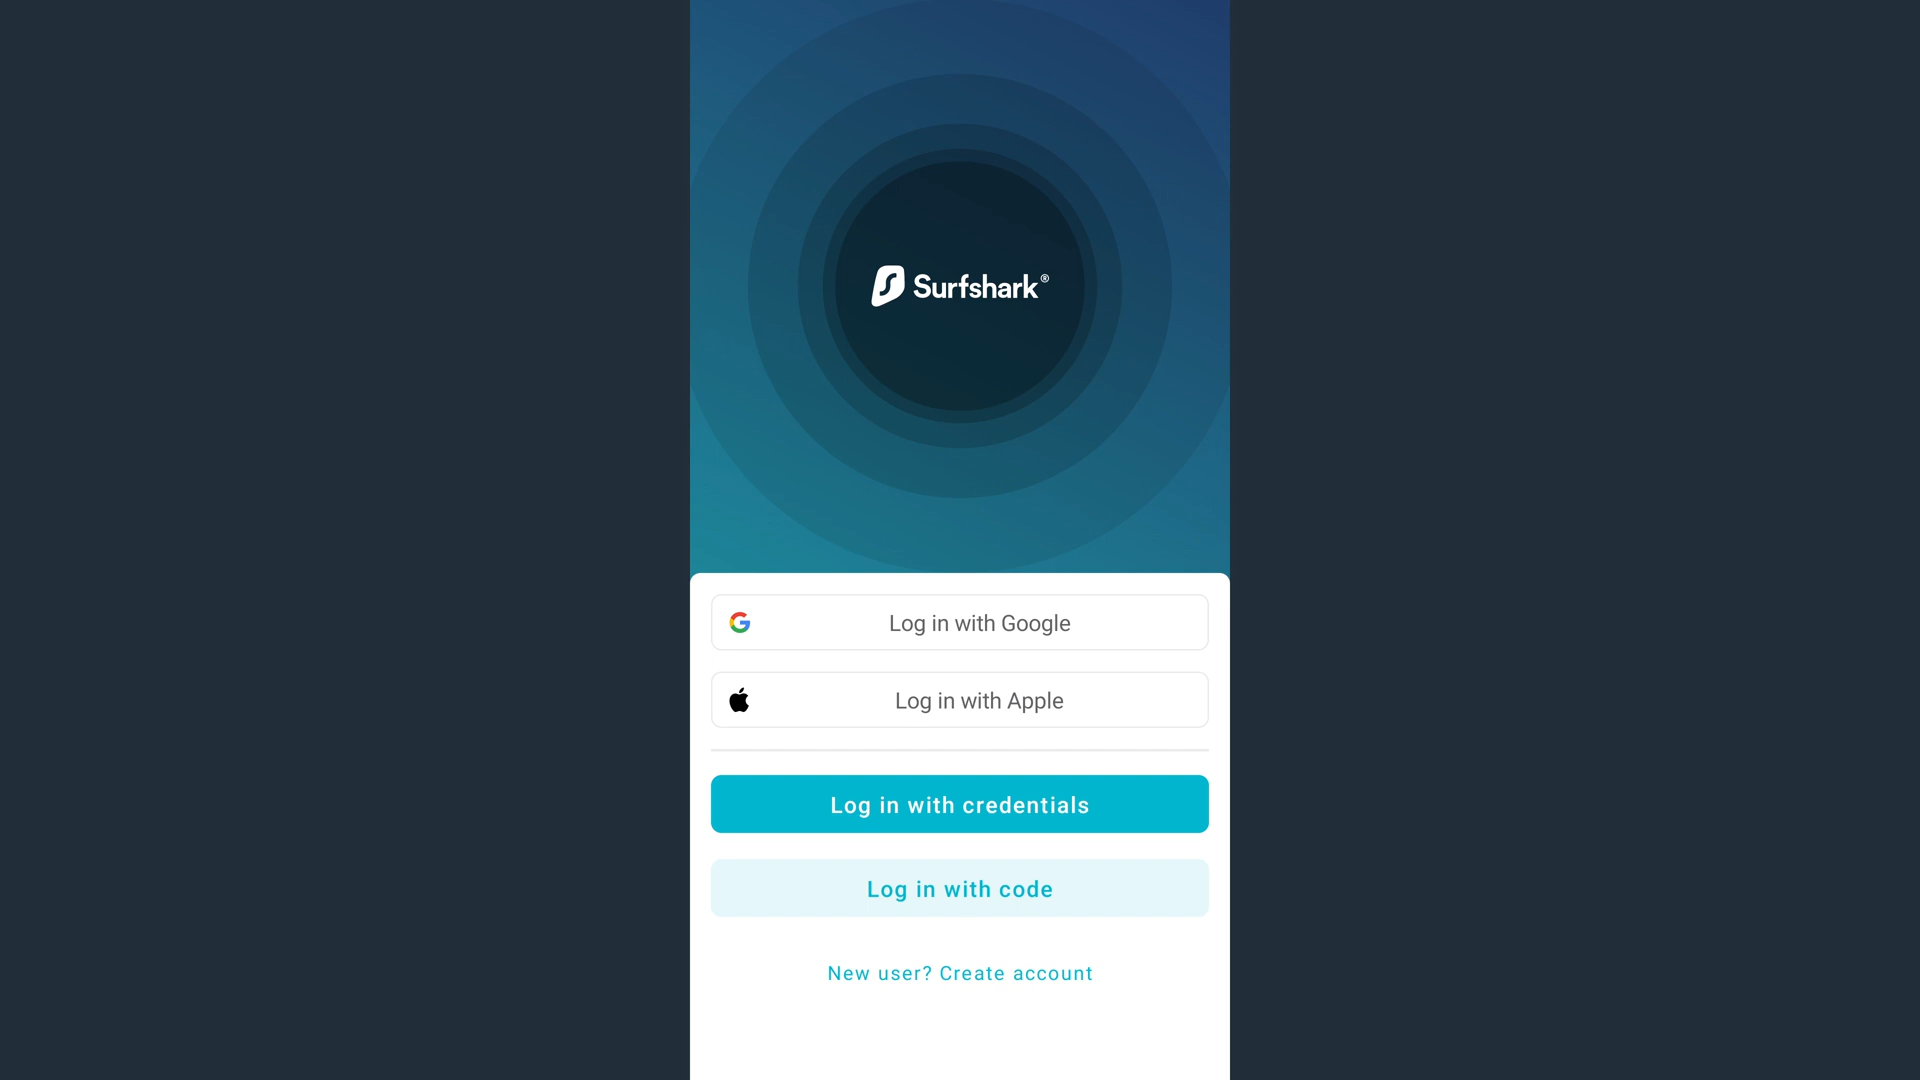 Surfshark®
Log in with Google
Log in with Apple
Log in with credentials
Log in with code
New user? Create account